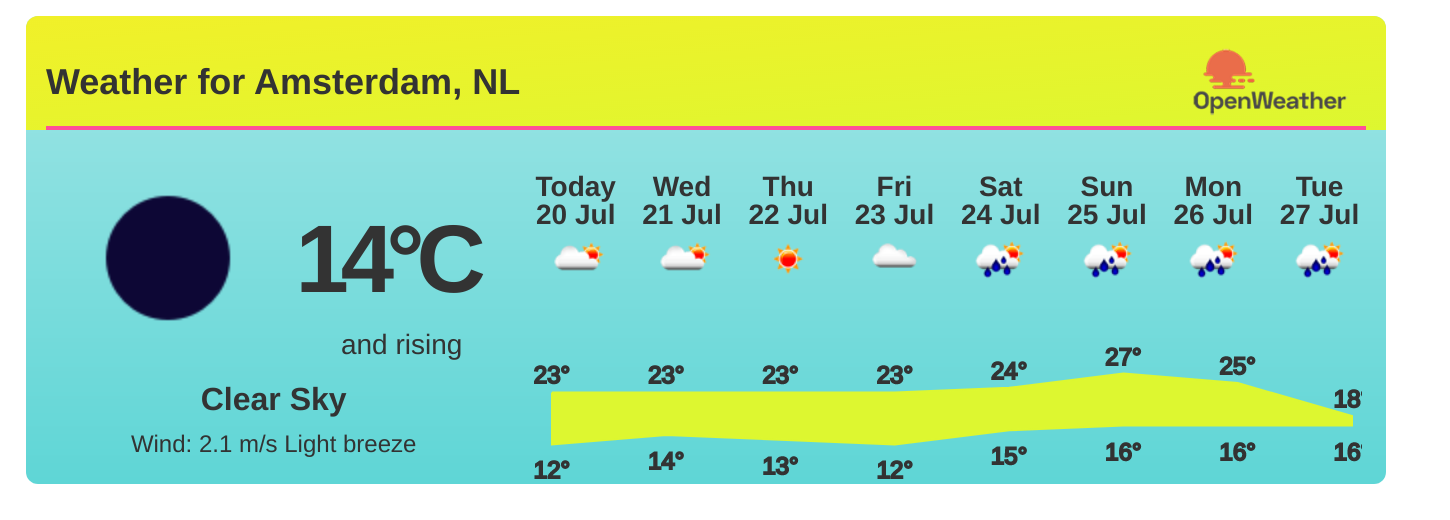 Weather for Amsterdam, NL
OpenWeather
14°C
and rising
Clear Sky
Wind: 2.1 m/s Light breeze
Today Wed Thu Fri Sat Sun Mon Tue
20 Jul 21 Jul 22 Jul 23 Jul 24 Jul 25 Jul 26 Jul 27 Jul
23° 23° 23° 23° 24° 27° 25° 18°
12° 14° 13° 12° 15° 16° 16° 16°